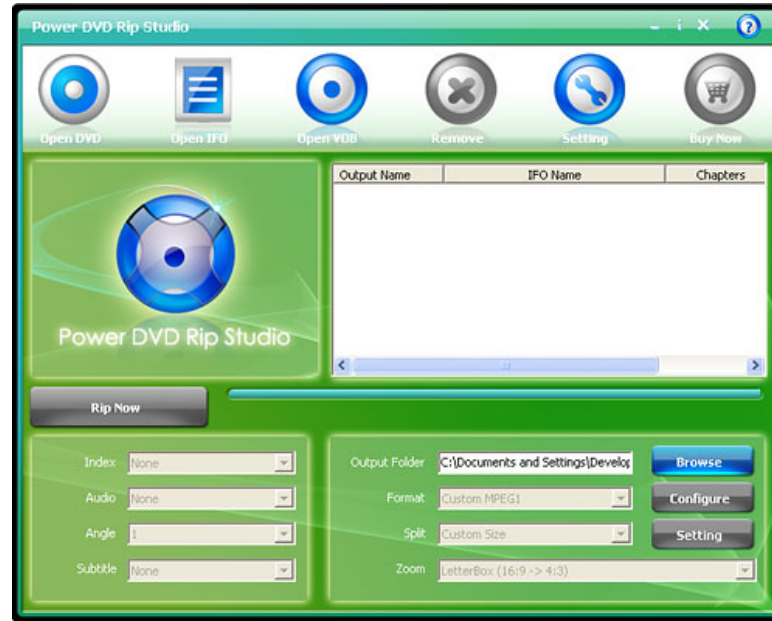 Power DVD Rip Studio
Open DVD Open IFO Open VOB Remove Setting Buy Now
Output Name IFO Name Chapters
Power DVD Rip Studio
Rip Now
Index None
Audio None
Angle 1
Subtitle None
Output Folder C:\Documents and Settings\Develop Browse
Format Custom MPEG1 Configure
Split Custom Size Setting
Zoom LetterBox (16:9 -> 4:3)